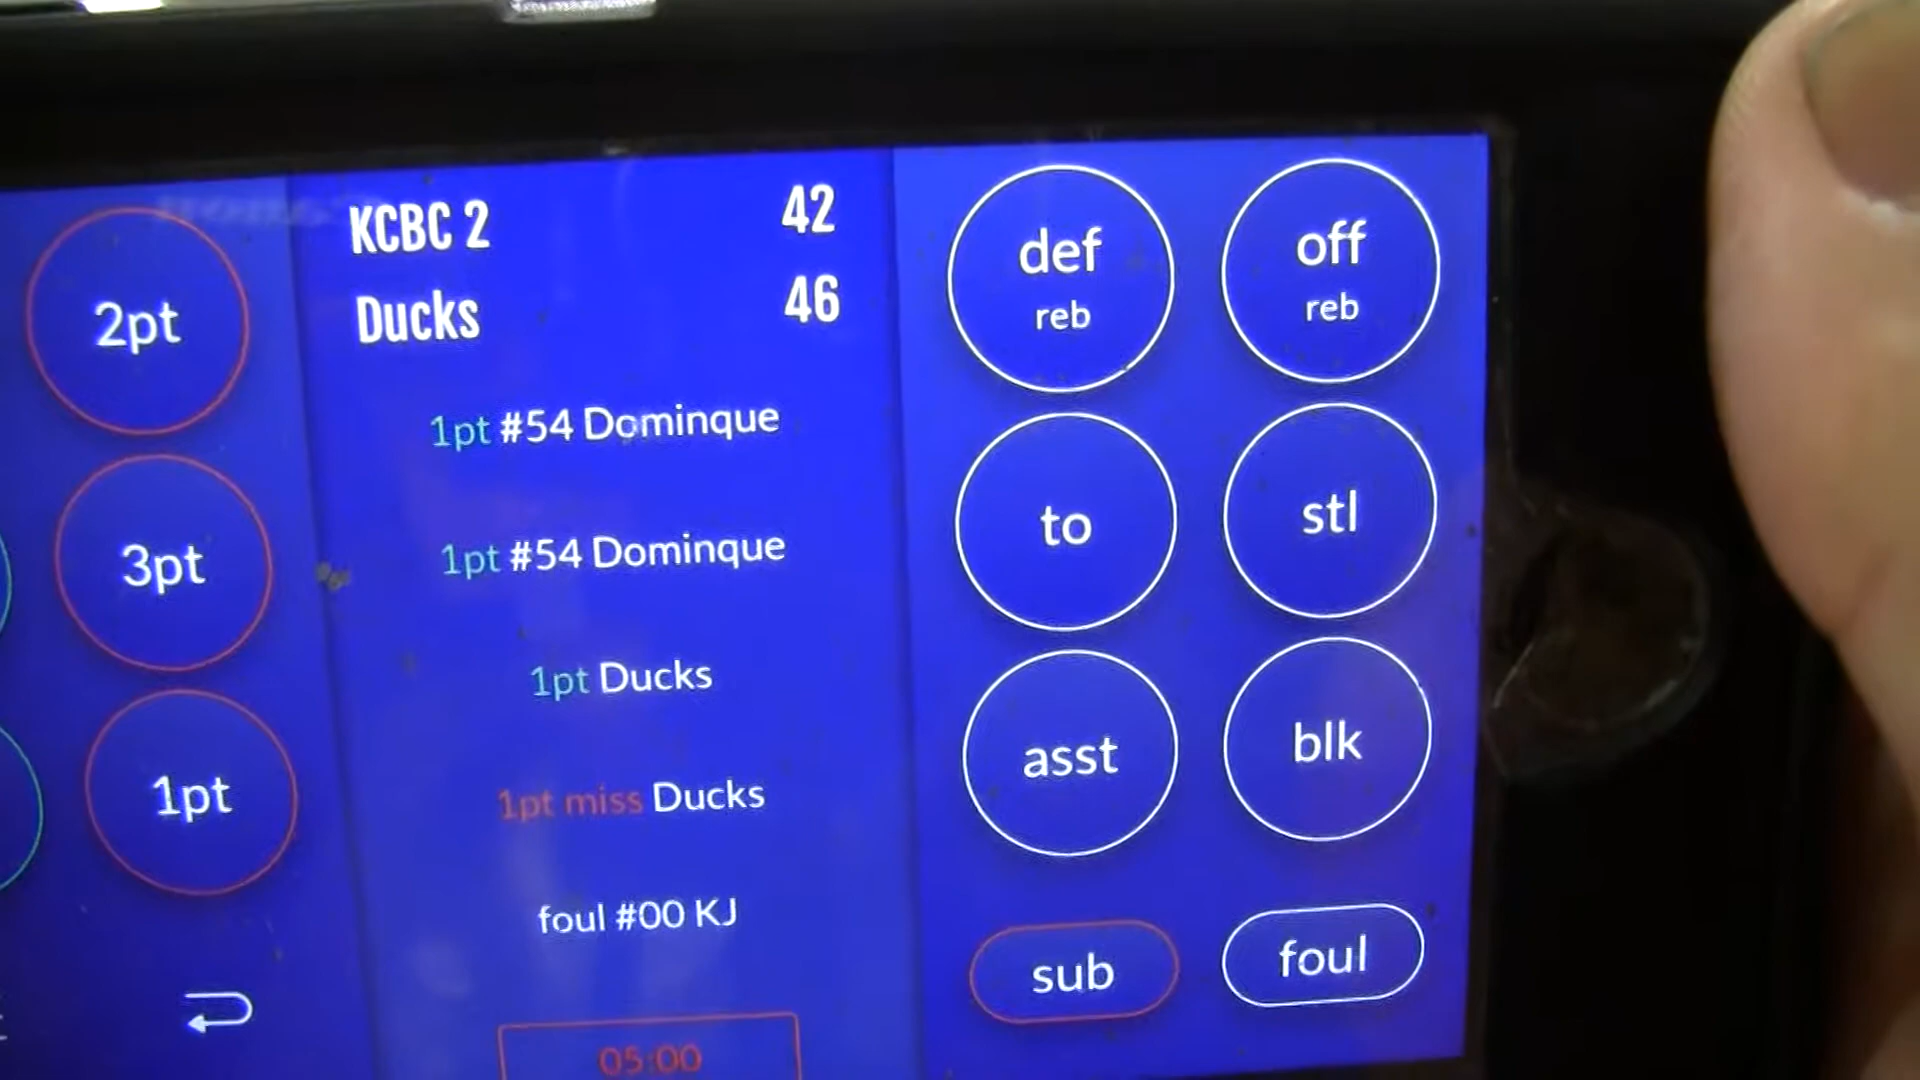 2pt
3pt
1pt
KCBC 2 42
Ducks 46
1pt #54 Dominque
1pt #54 Dominque
1pt Ducks
1pt miss Ducks
foul #00 KJ
05:00
def
reb
off
reb
to
stl
asst
blk
sub
foul